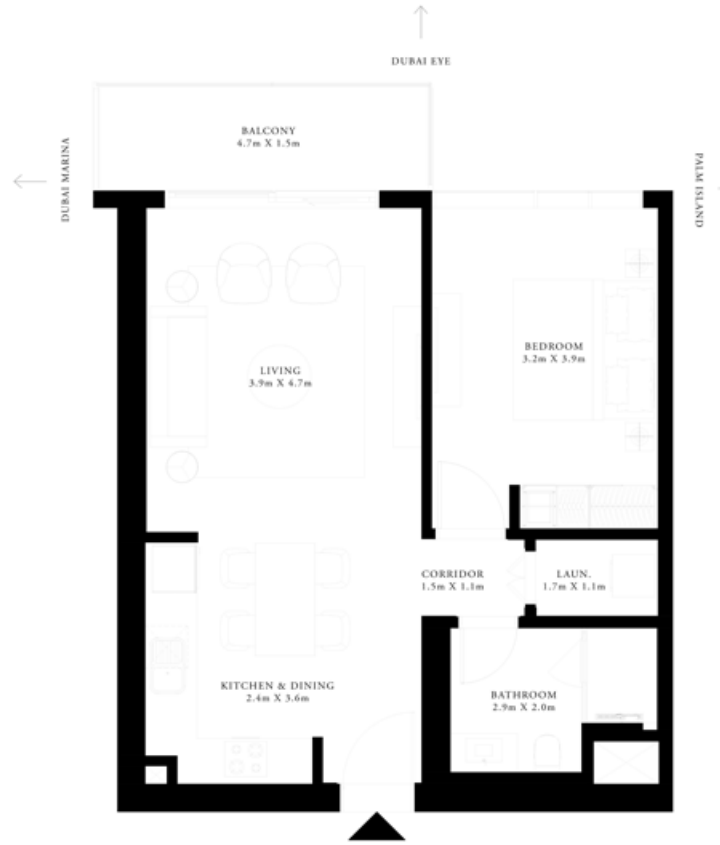 DUBAI EYE
BALCONY
4.7m X 1.5m
DUBAI MARINA
PALM ISLAND
BEDROOM
3.2m X 3.9m
LIVING
3.9m X 4.7m
CORRIDOR
1.5m X 1.1m
LAUN.
1.7m X 1.1m
KITCHEN & DINING
2.4m X 3.6m
BATHROOM
2.9m X 2.0m